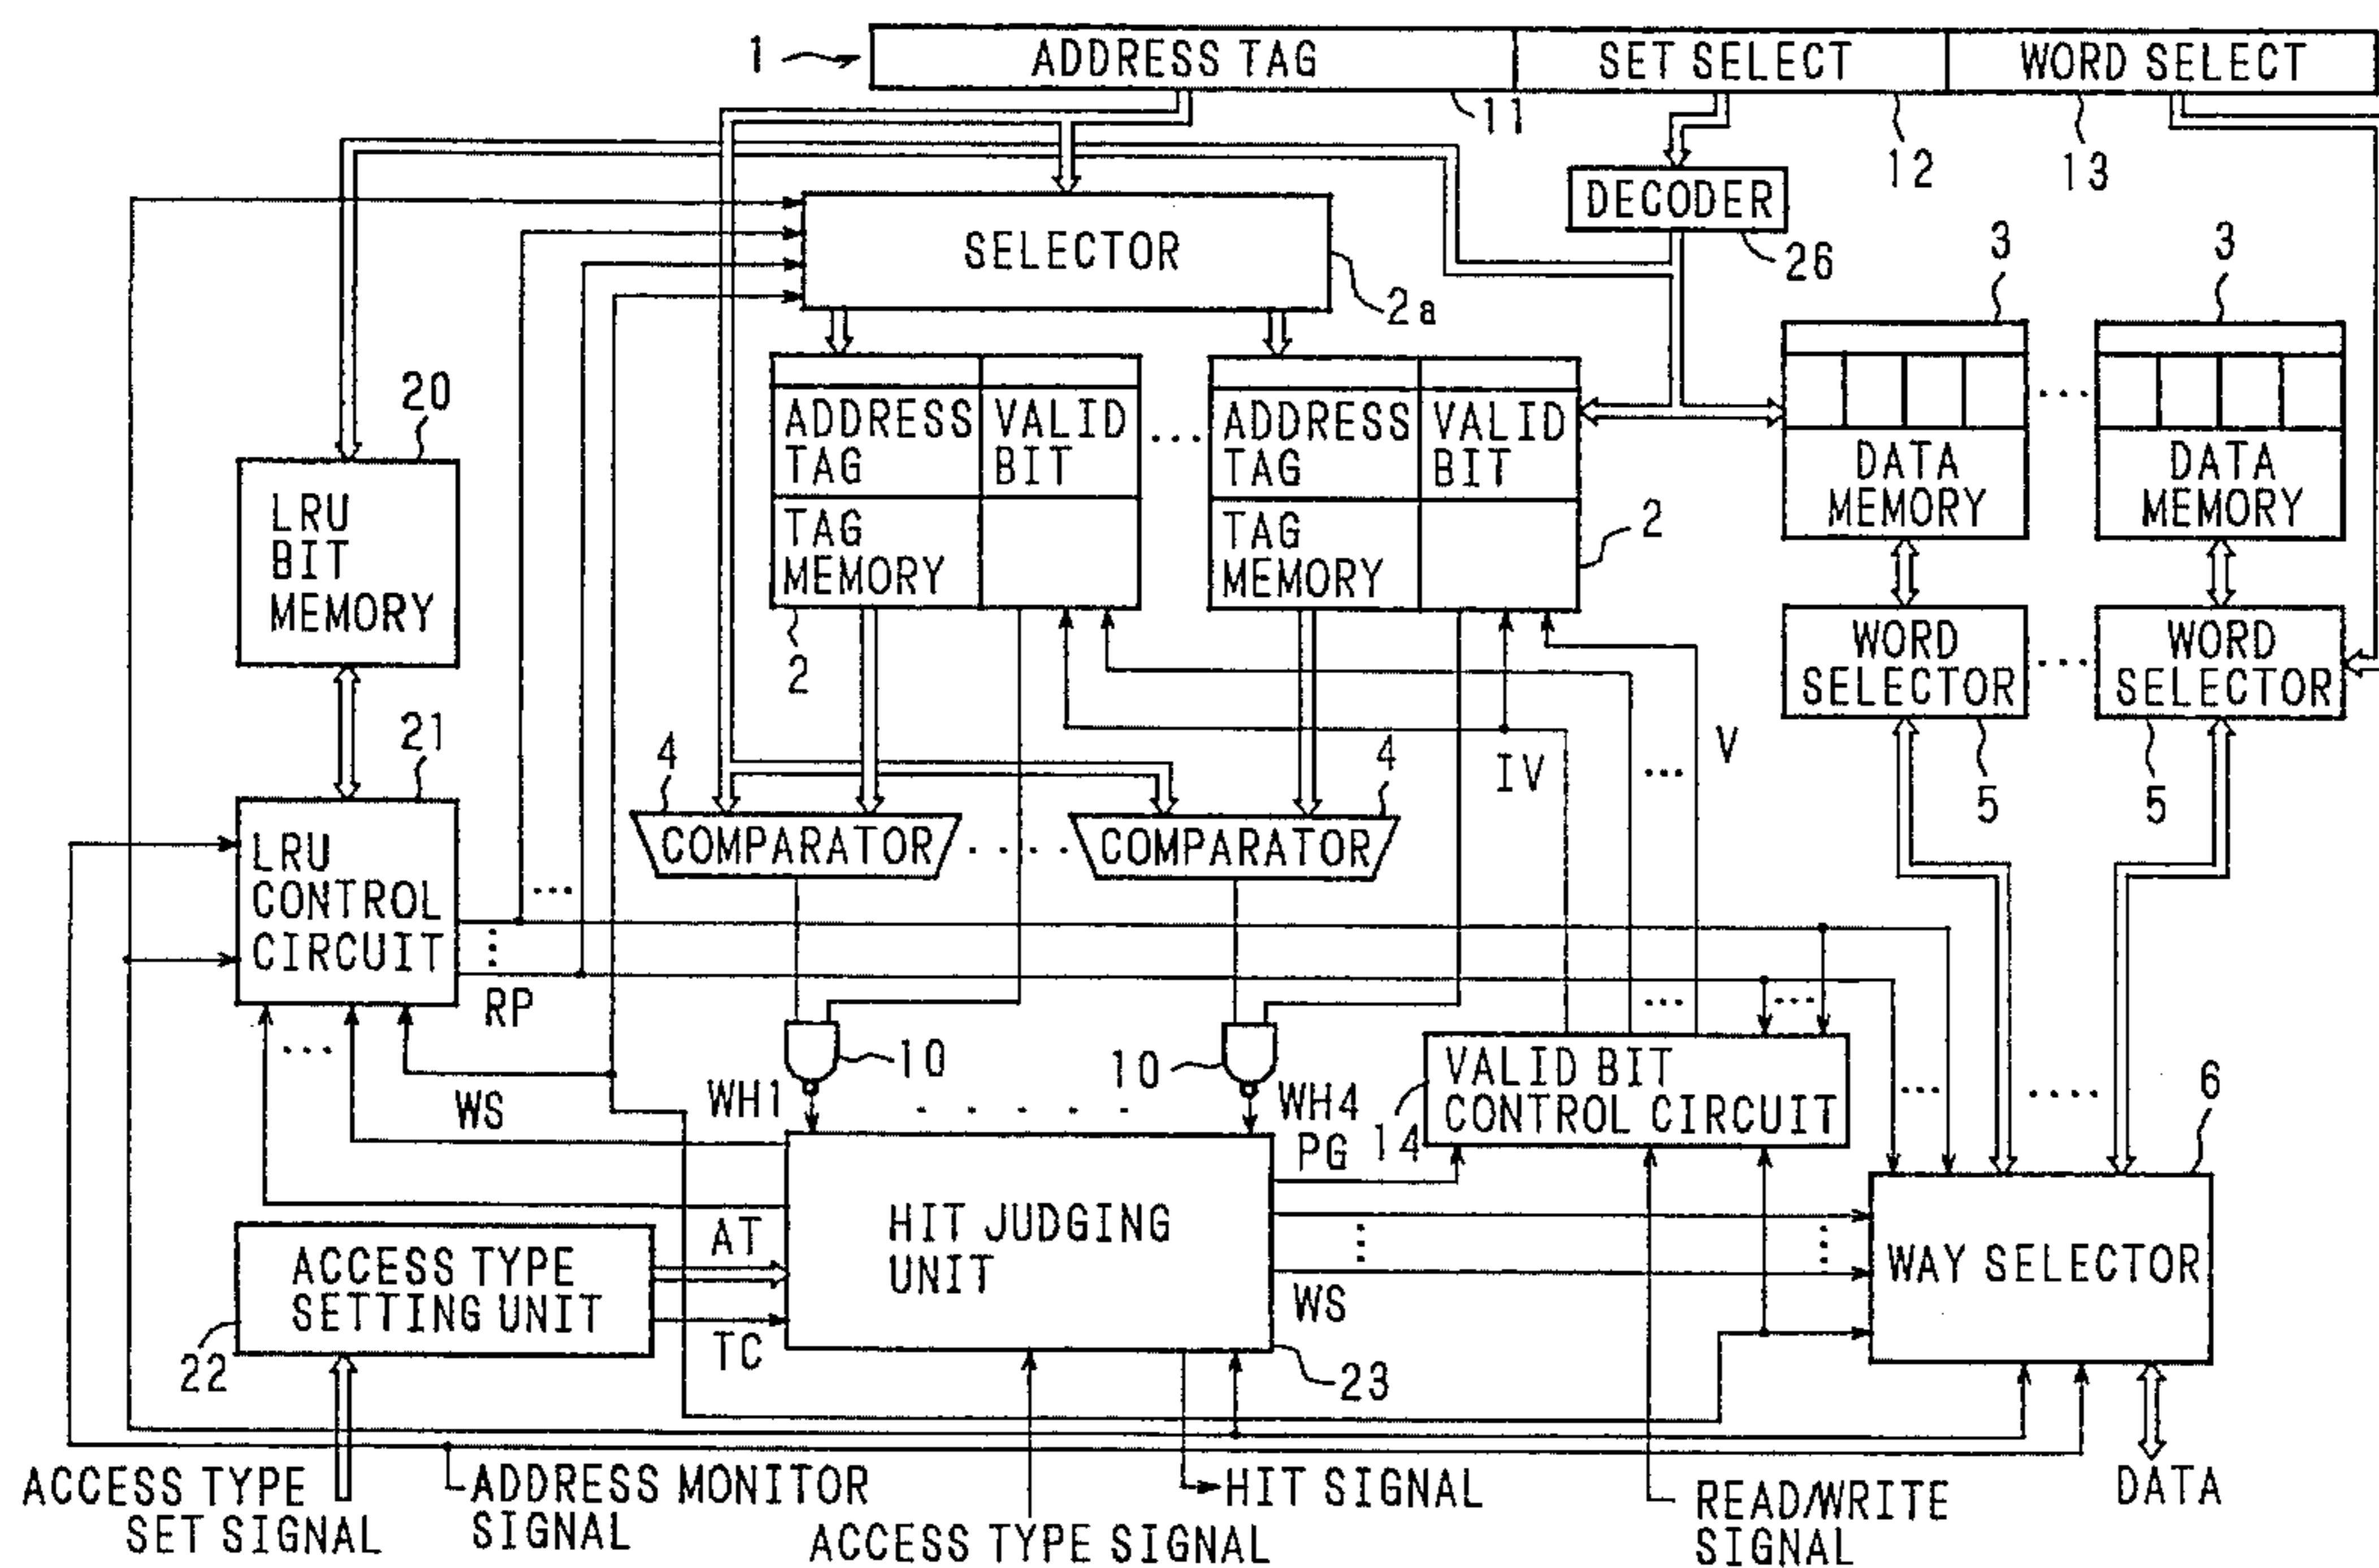 1
ADDRESS TAG
SET SELECT
WORD SELECT
11
12
13
DECODER
26
SELECTOR
2a
3
3
20
LRU
BIT
MEMORY
ADDRESS
TAG
VALID
BIT
...
ADDRESS
TAG
VALID
BIT
TAG
MEMORY
TAG
MEMORY
2
2
...
DATA
MEMORY
DATA
MEMORY
WORD
SELECTOR
...
WORD
SELECTOR
5
5
21
LRU
CONTROL
CIRCUIT
4
COMPARATOR
....
4
COMPARATOR
IV
...
V
...
RP
...
WS
10
10
WH1
.....
WH4
PG
14
VALID BIT
CONTROL CIRCUIT
...
...
...
....
6
WAY SELECTOR
HIT JUDGING
UNIT
AT
TC
WS
23
ACCESS TYPE
SETTING UNIT
22
ACCESS TYPE
SET SIGNAL
ADDRESS MONITOR
SIGNAL
ACCESS TYPE SIGNAL
HIT SIGNAL
READ/WRITE
SIGNAL
DATA